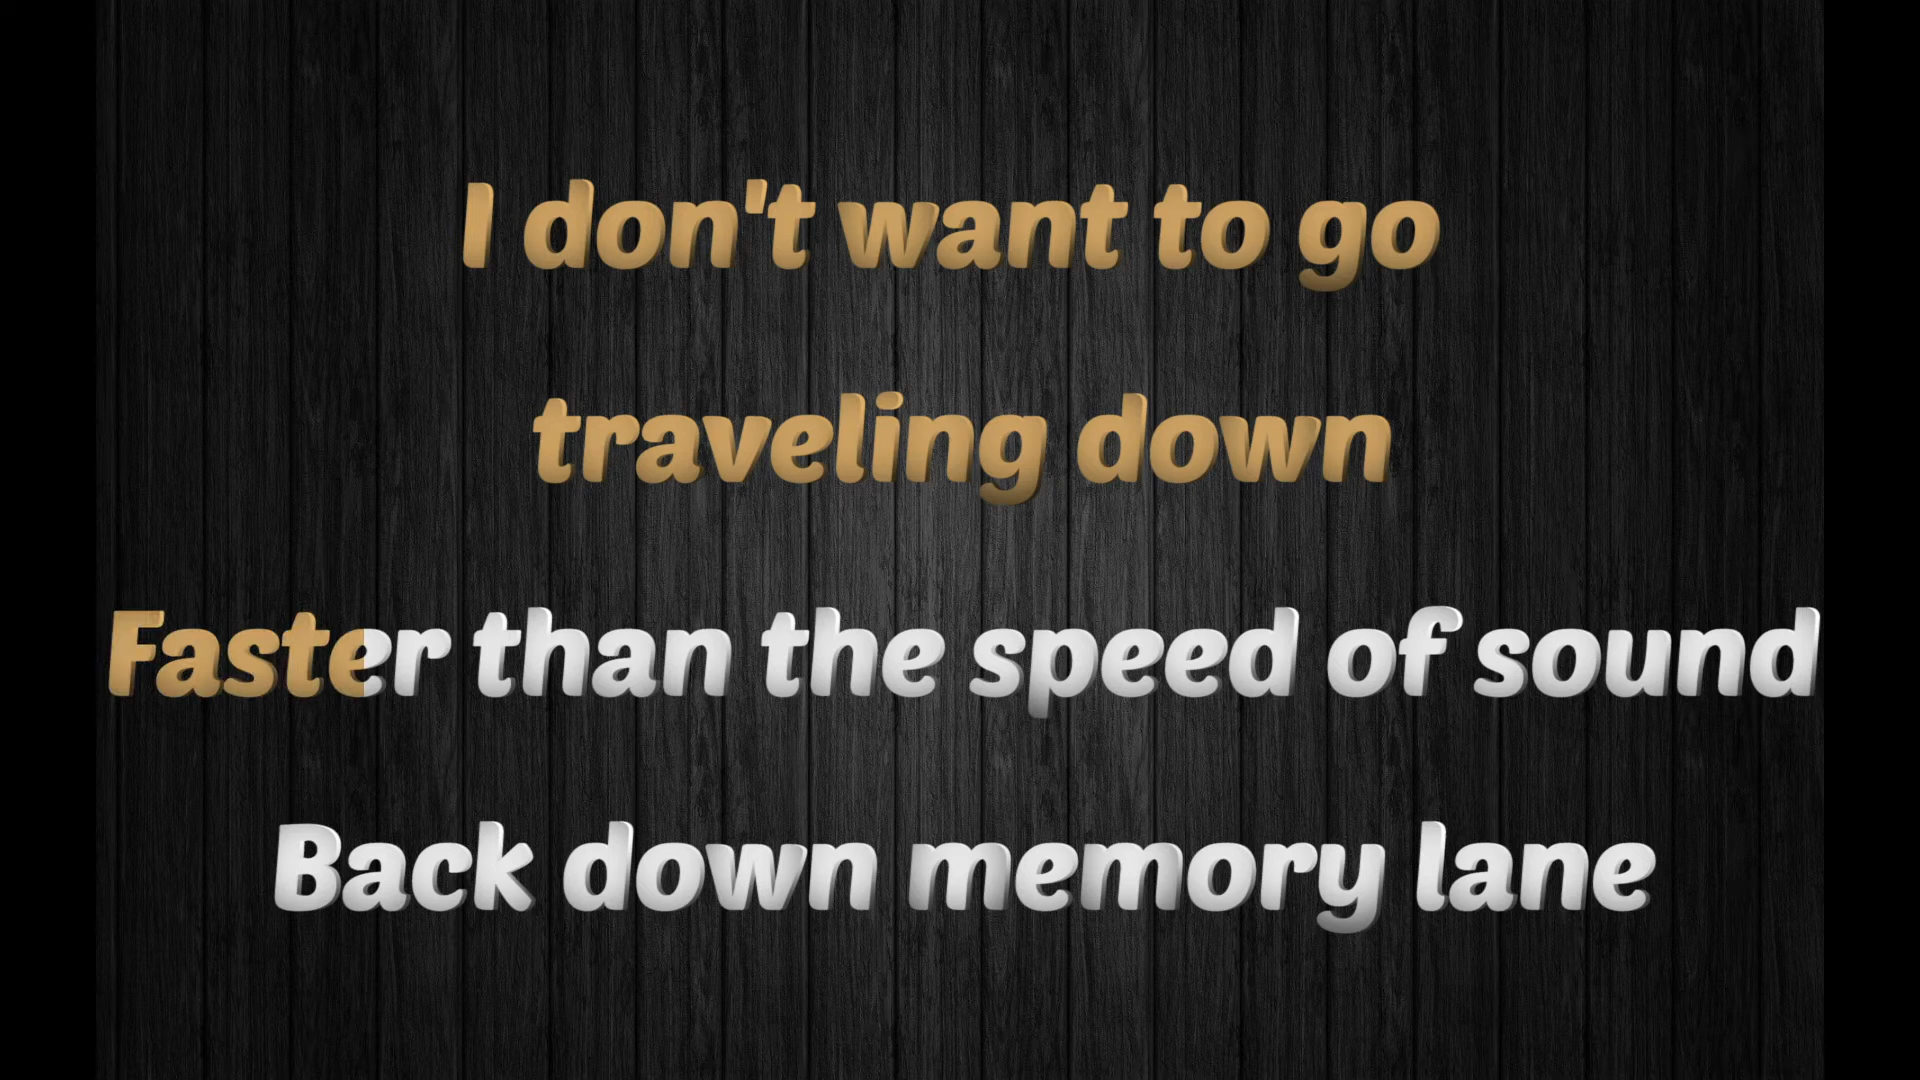 I don't want to go
traveling down
Faster than the speed of sound
Back down memory lane